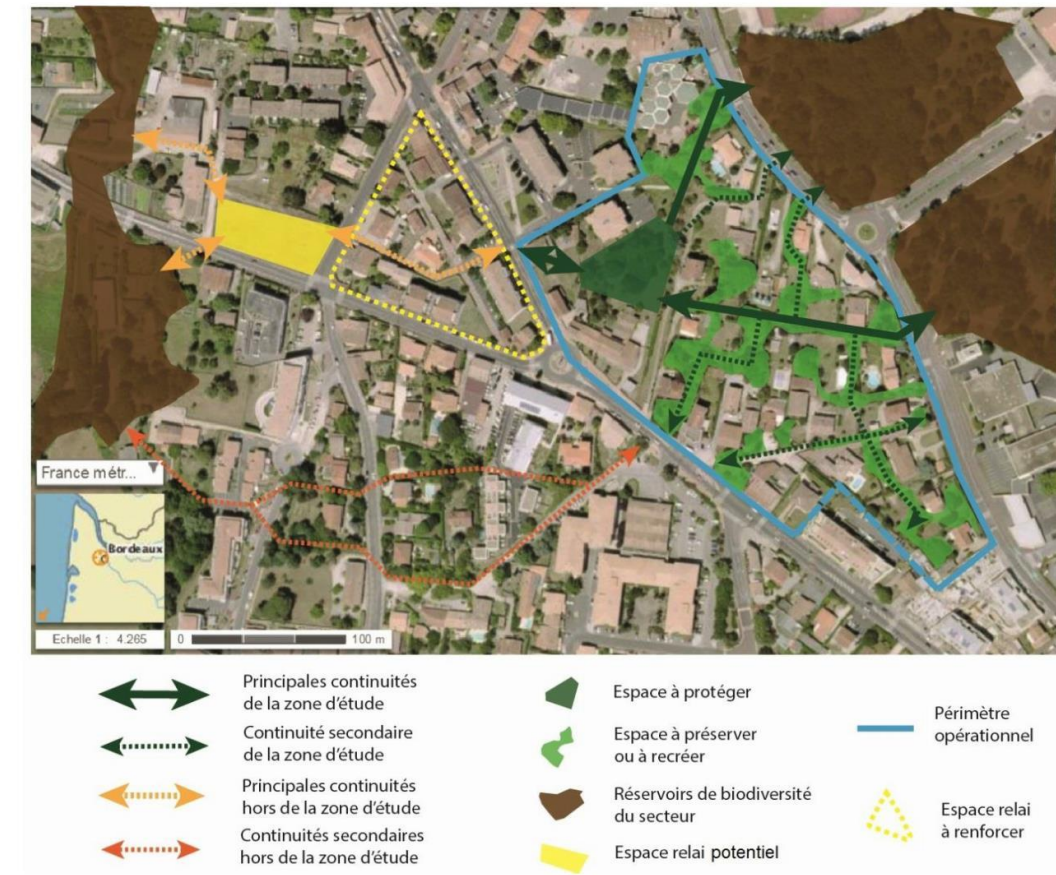 France métr...
Bordeaux
Echelle 1 : 4.265
0 100 m
Principales continuités
de la zone d'étude
Continuité secondaire
de la zone d'étude
Principales continuités
hors de la zone d'étude
Continuités secondaires
hors de la zone d'étude
Espace à protéger
Espace à préserver
ou à recréer
Réservoirs de biodiversité
du secteur
Espace relai potentiel
Périmètre
opérationnel
Espace relai
à renforcer